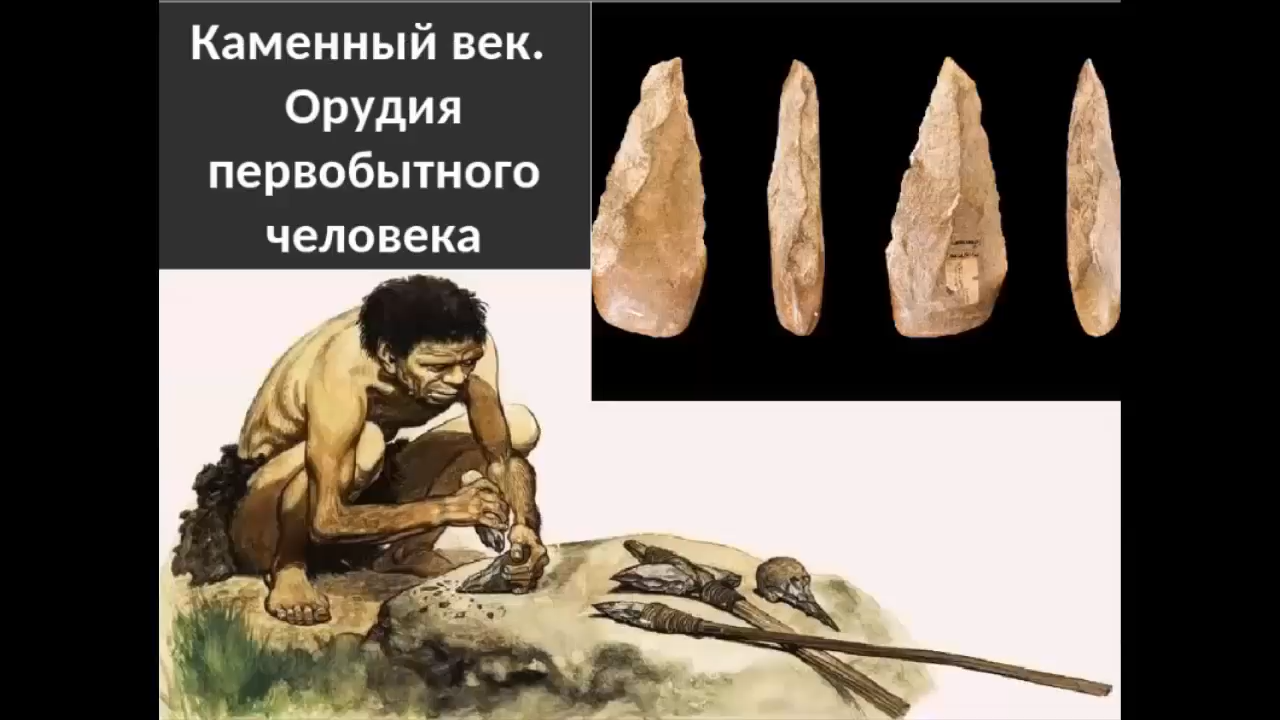 Каменный век.
Орудия
первобытного
человека